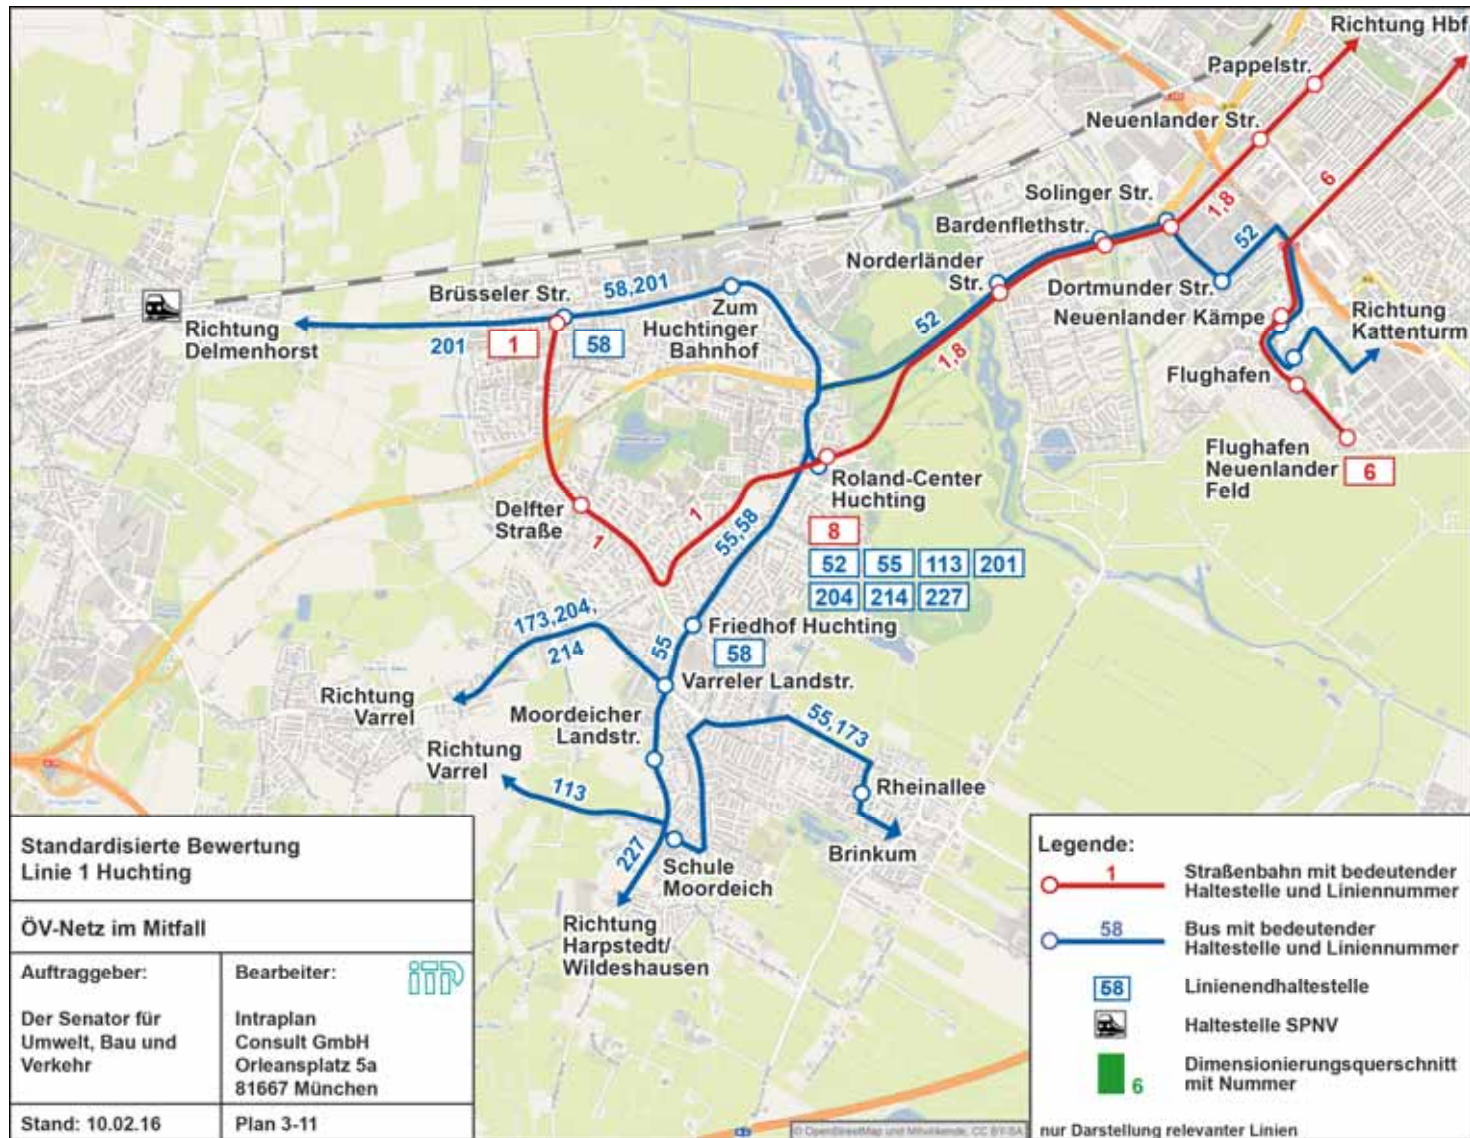 Richtung Hbf
Pappelstr.
Neuenlander Str.
6
Solinger Str.
1,8
Bardenflethstr.
52
Norderländer
Str.
Dortmunder Str.
Neuenlander Kämpe
Richtung
Kattenturm
Flughafen
Flughafen
Neuenlander
Feld
6
Brüsseler Str.
58,201
Zum
Huchtinger
Bahnhof
Richtung
Delmenhorst
201
1
58
52
1,8
Roland-Center
Huchting
8
52
55
113
201
204
214
227
Delfter
Straße
1
1
55,58
Friedhof Huchting
58
173,204,
214
55
Varreler Landstr.
Richtung
Varrel
Moordeicher
Landstr.
Richtung
Varrel
113
55,173
Rheinallee
Brinkum
227
Schule
Moordeich
Richtung
Harpstedt/
Wildeshausen
Standardisierte Bewertung
Linie 1 Huchting
ÖV-Netz im Mitfall
Auftraggeber:
Der Senator für
Umwelt, Bau und
Verkehr
Bearbeiter:
iTP
Intraplan
Consult GmbH
Orleansplatz 5a
81667 München
Stand: 10.02.16
Plan 3-11
Legende:
1
Straßenbahn mit bedeutender
Haltestelle und Liniennummer
58
Bus mit bedeutender
Haltestelle und Liniennummer
58
Linienendhaltestelle
Haltestelle SPNV
6
Dimensionierungsquerschnitt
mit Nummer
nur Darstellung relevanter Linien
© OpenStreetMap und Mitwirkende, CC BY-SA